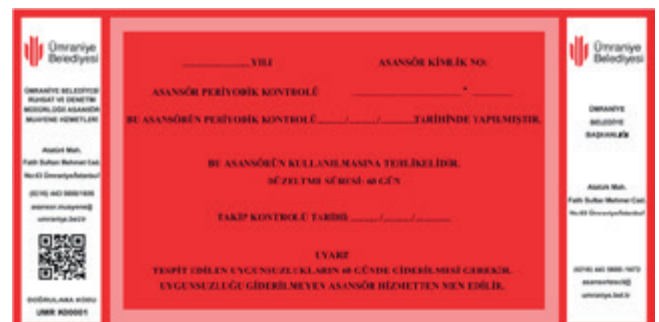 Ümraniye
Belediyesi
ÜMRANİYE BELEDİYESİ
RUHSAT VE DENETİM
MÜDÜRLÜĞÜ ASANSÖR
MUAYENE HİZMETLERİ
Atatürk Mah.
Fatih Sultan Mehmet Cad.
No:63 Ümraniye/İstanbul
asansor.muayene@
umraniye.bel.tr
DOĞRULAMA KODU
UMR K00001
YILI
ASANSÖR KİMLİK NO:
ASANSÖR PERİYODİK KONTROLÜ
BU ASANSÖRÜN PERİYODİK KONTROLÜ....../....../......TARİHİNDE YAPILMIŞTIR.
BU ASANSÖRÜN KULLANILMASINA TEHLİKELİDİR.
DÜZELTME SÜRESİ: 60 GÜN
TAKİP KONTROLÜ TARİHİ:....../....../......
UYARI!
TESPİT EDİLEN UYGUNSUZLUKLARIN 60 GÜNDE GİDERİLMESİ GEREKİR.
UYGUNSUZLUĞU GİDERİLMEYEN ASANSÖR HİZMETTEN MEN EDİLİR.
Ümraniye
Belediyesi
ÜMRANİYE
BELEDİYE
BAŞKANLIĞI
Atatürk Mah.
Fatih Sultan Mehmet Cad.
No:63 Ümraniye/İstanbul
umraniye.bel.tr